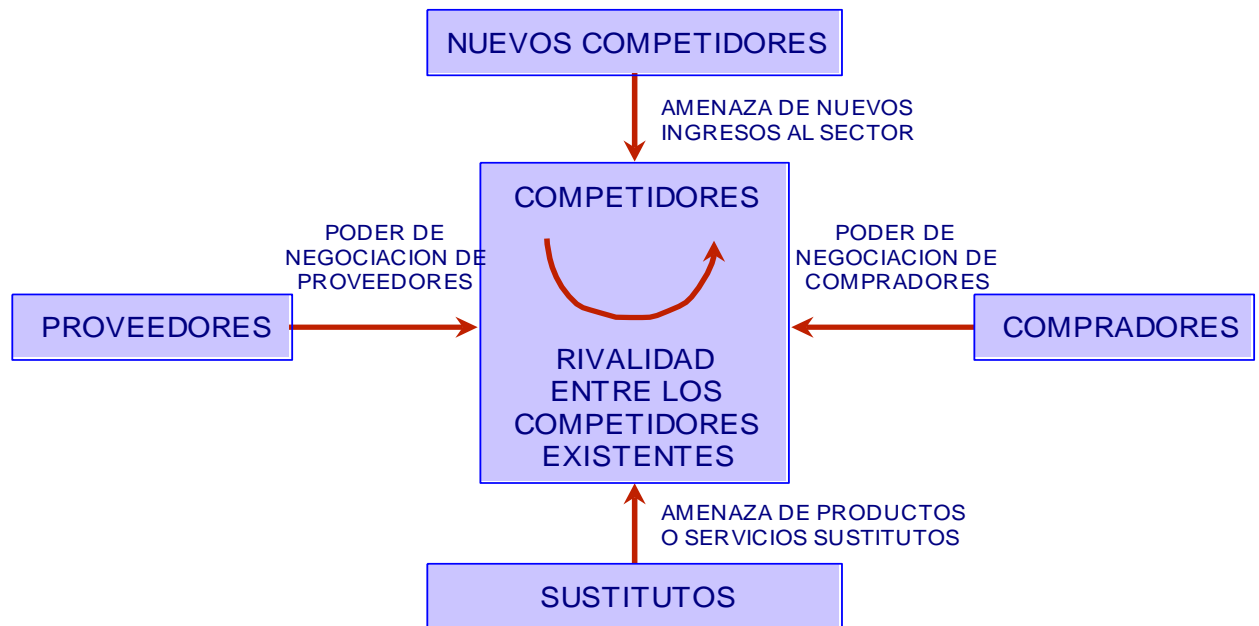 NUEVOS COMPETIDORES
AMENAZA DE NUEVOS
INGRESOS AL SECTOR
COMPETIDORES
PODER DE
NEGOCIACION DE
PROVEEDORES
PODER DE
NEGOCIACION DE
COMPRADORES
PROVEEDORES
COMPRADORES
RIVALIDAD
ENTRE LOS
COMPETIDORES
EXISTENTES
AMENAZA DE PRODUCTOS
O SERVICIOS SUSTITUTOS
SUSTITUTOS